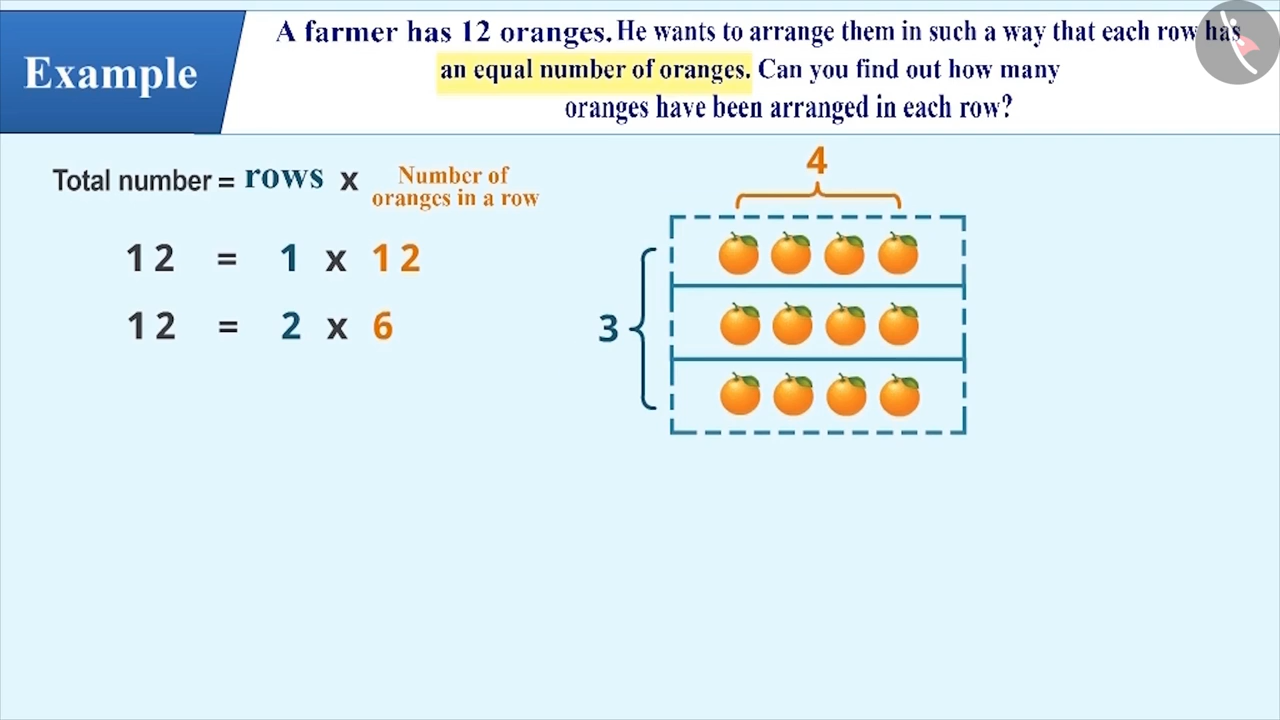 Example
A farmer has 12 oranges. He wants to arrange them in such a way that each row has
an equal number of oranges. Can you find out how many
oranges have been arranged in each row?
Total number = rows x Number of
oranges in a row
12 = 1 x 12
12 = 2 x 6
4
3